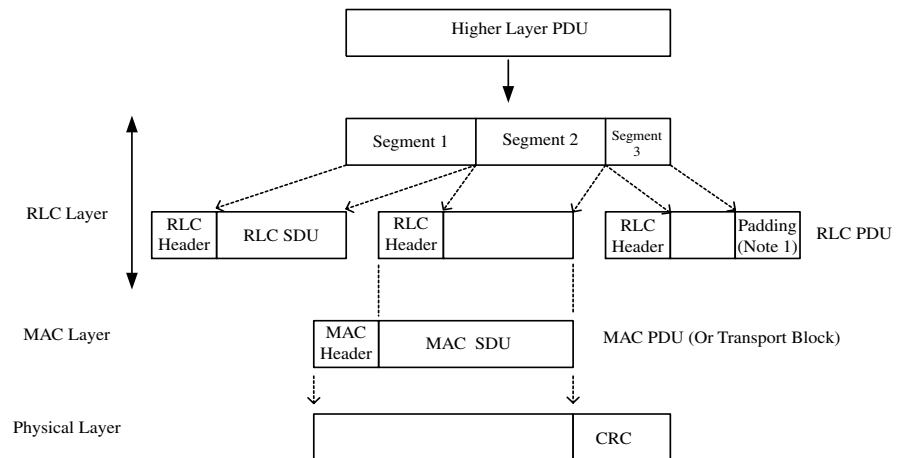 Higher Layer PDU
Segment 1
Segment 2
Segment
3
RLC Layer
RLC
Header
RLC SDU
RLC
Header
RLC
Header
Padding
(Note 1)
RLC PDU
MAC Layer
MAC
Header
MAC SDU
MAC PDU (Or Transport Block)
Physical Layer
CRC